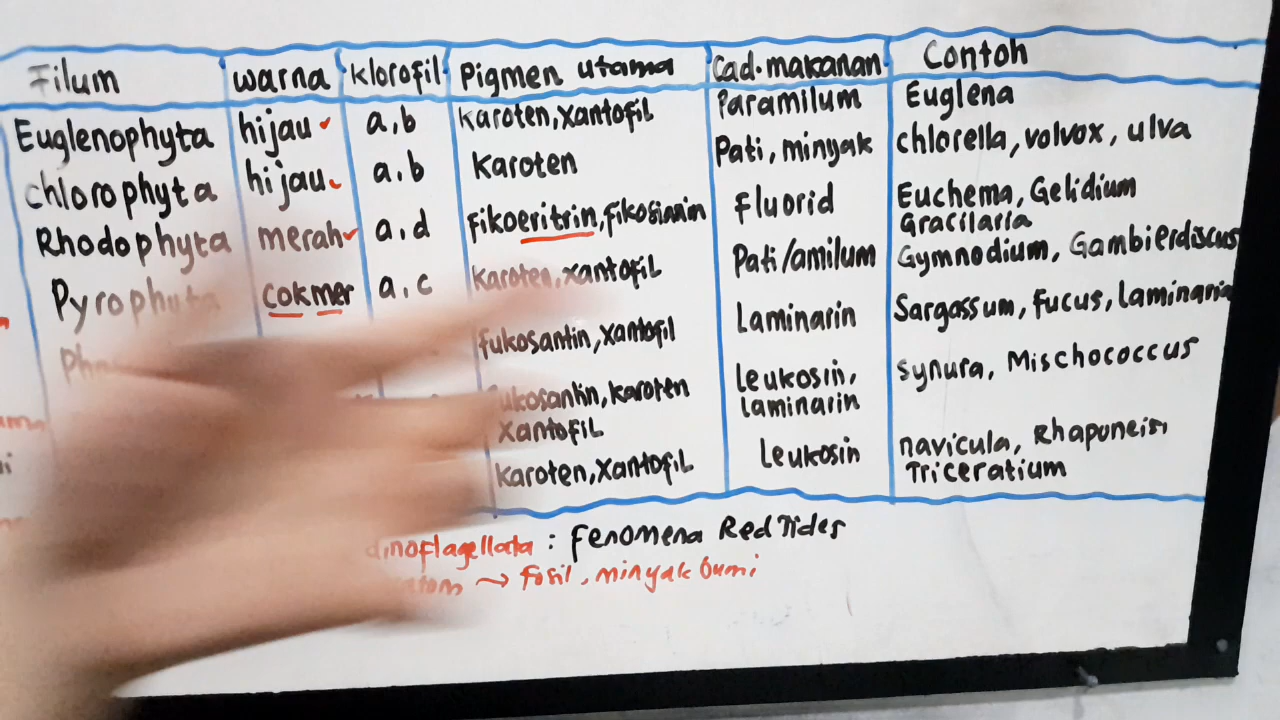 Filum warna klorofil Pigmen utama Cad.makanan Contoh
Euglenophyta hijau a,b karoten,xantofil Paramilum Euglena
chlorophyta hijau a.b Karoten Pati, minyak chlorella, volvox, ulva
Rhodophyta merah a,d Fikoeritrin, Fluorid Euchema, Gelidium
Gracilaria
cokmer a,c karoten,xantofil Pati/amilum Gymnodium, Gambierdiscus
fukosantin,xantofil Laminarin Sargassum, Fucus, laminaria
fukosantin, karoten Leukosin, synura, Mischococcus
xantofil laminarin
karoten,xantofil Leukosin navicula,
Triceratium
dinoflagellata : fenomena Red Tides
→ fosil, minyak bumi